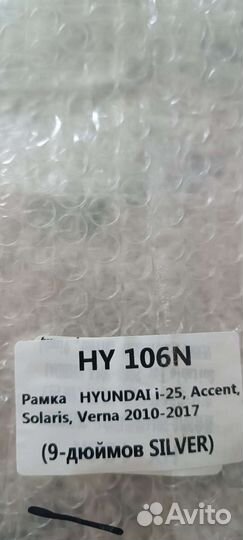 HY 106N
Рамка HYUNDAI i-25, Accent,
Solaris, Verna 2010-2017
(9-дюймов SILVER)
Avito